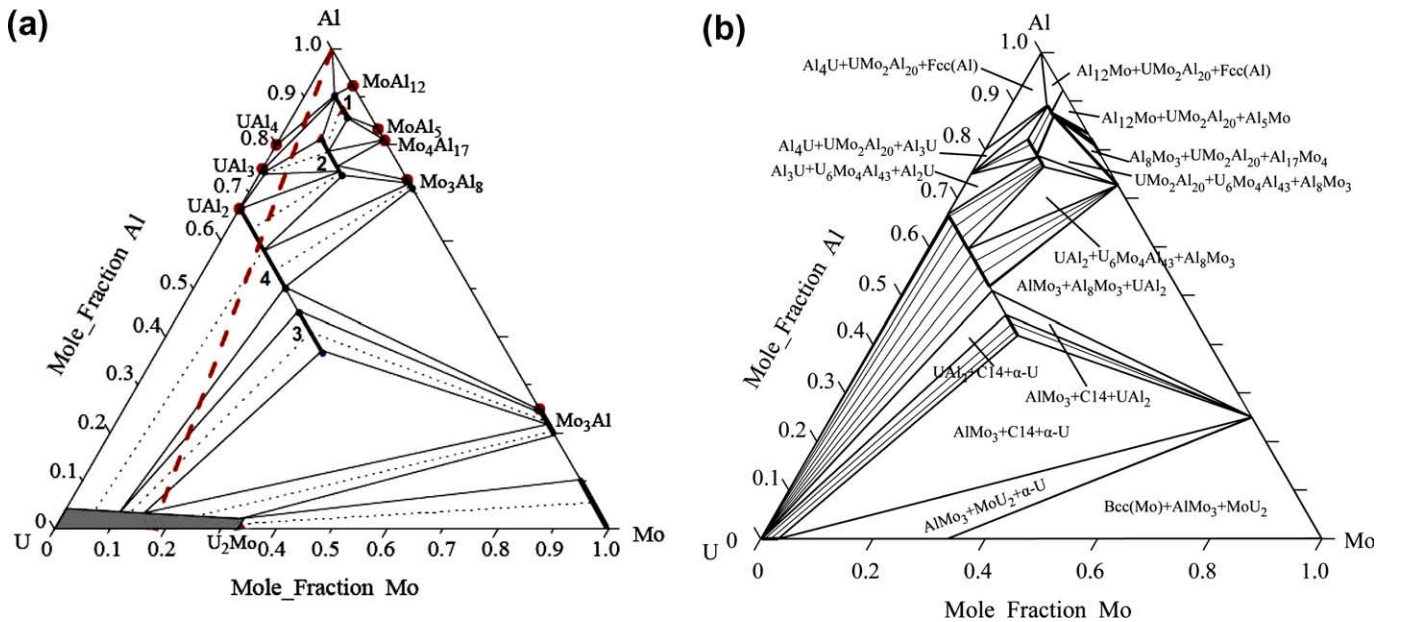 (a)
Al
1.0
0.9
MoAl12
1
UAl4
0.8
MoAl5
Mo4Al17
UAl3
2
0.7
Mo3Al8
UAl2
0.6
4
0.5
3
0.4
0.3
0.2
Mo3Al
0.1
0
U
U2Mo
Mo
0 0.1 0.2 0.4 0.5 0.6 0.7 0.8 0.9 1.0
Mole_Fraction Al
Mole_Fraction Mo
(b)
Al
1.0
Al4U+UMo2Al20+Fcc(Al)
Al12Mo+UMo2Al20+Fcc(Al)
0.9
Al12Mo+UMo2Al20+Al5Mo
0.8
Al4U+UMo2Al20+Al3U
Al8Mo3+UMo2Al20+Al17Mo4
Al3U+U6Mo4Al43+Al2U
UMo2Al20+U6Mo4Al43+Al8Mo3
0.7
0.6
UAl2+U6Mo4Al43+Al8Mo3
0.5
AlMo3+Al8Mo3+UAl2
0.4
UAl2+C14+α-U
0.3
AlMo3+C14+UAl2
AlMo3+C14+α-U
0.2
0.1
AlMo3+MoU2+α-U
Bcc(Mo)+AlMo3+MoU2
U 0
Mo
0 0.2 0.4 0.6 0.8 1.0
Mole_Fraction Al
Mole Fraction Mo